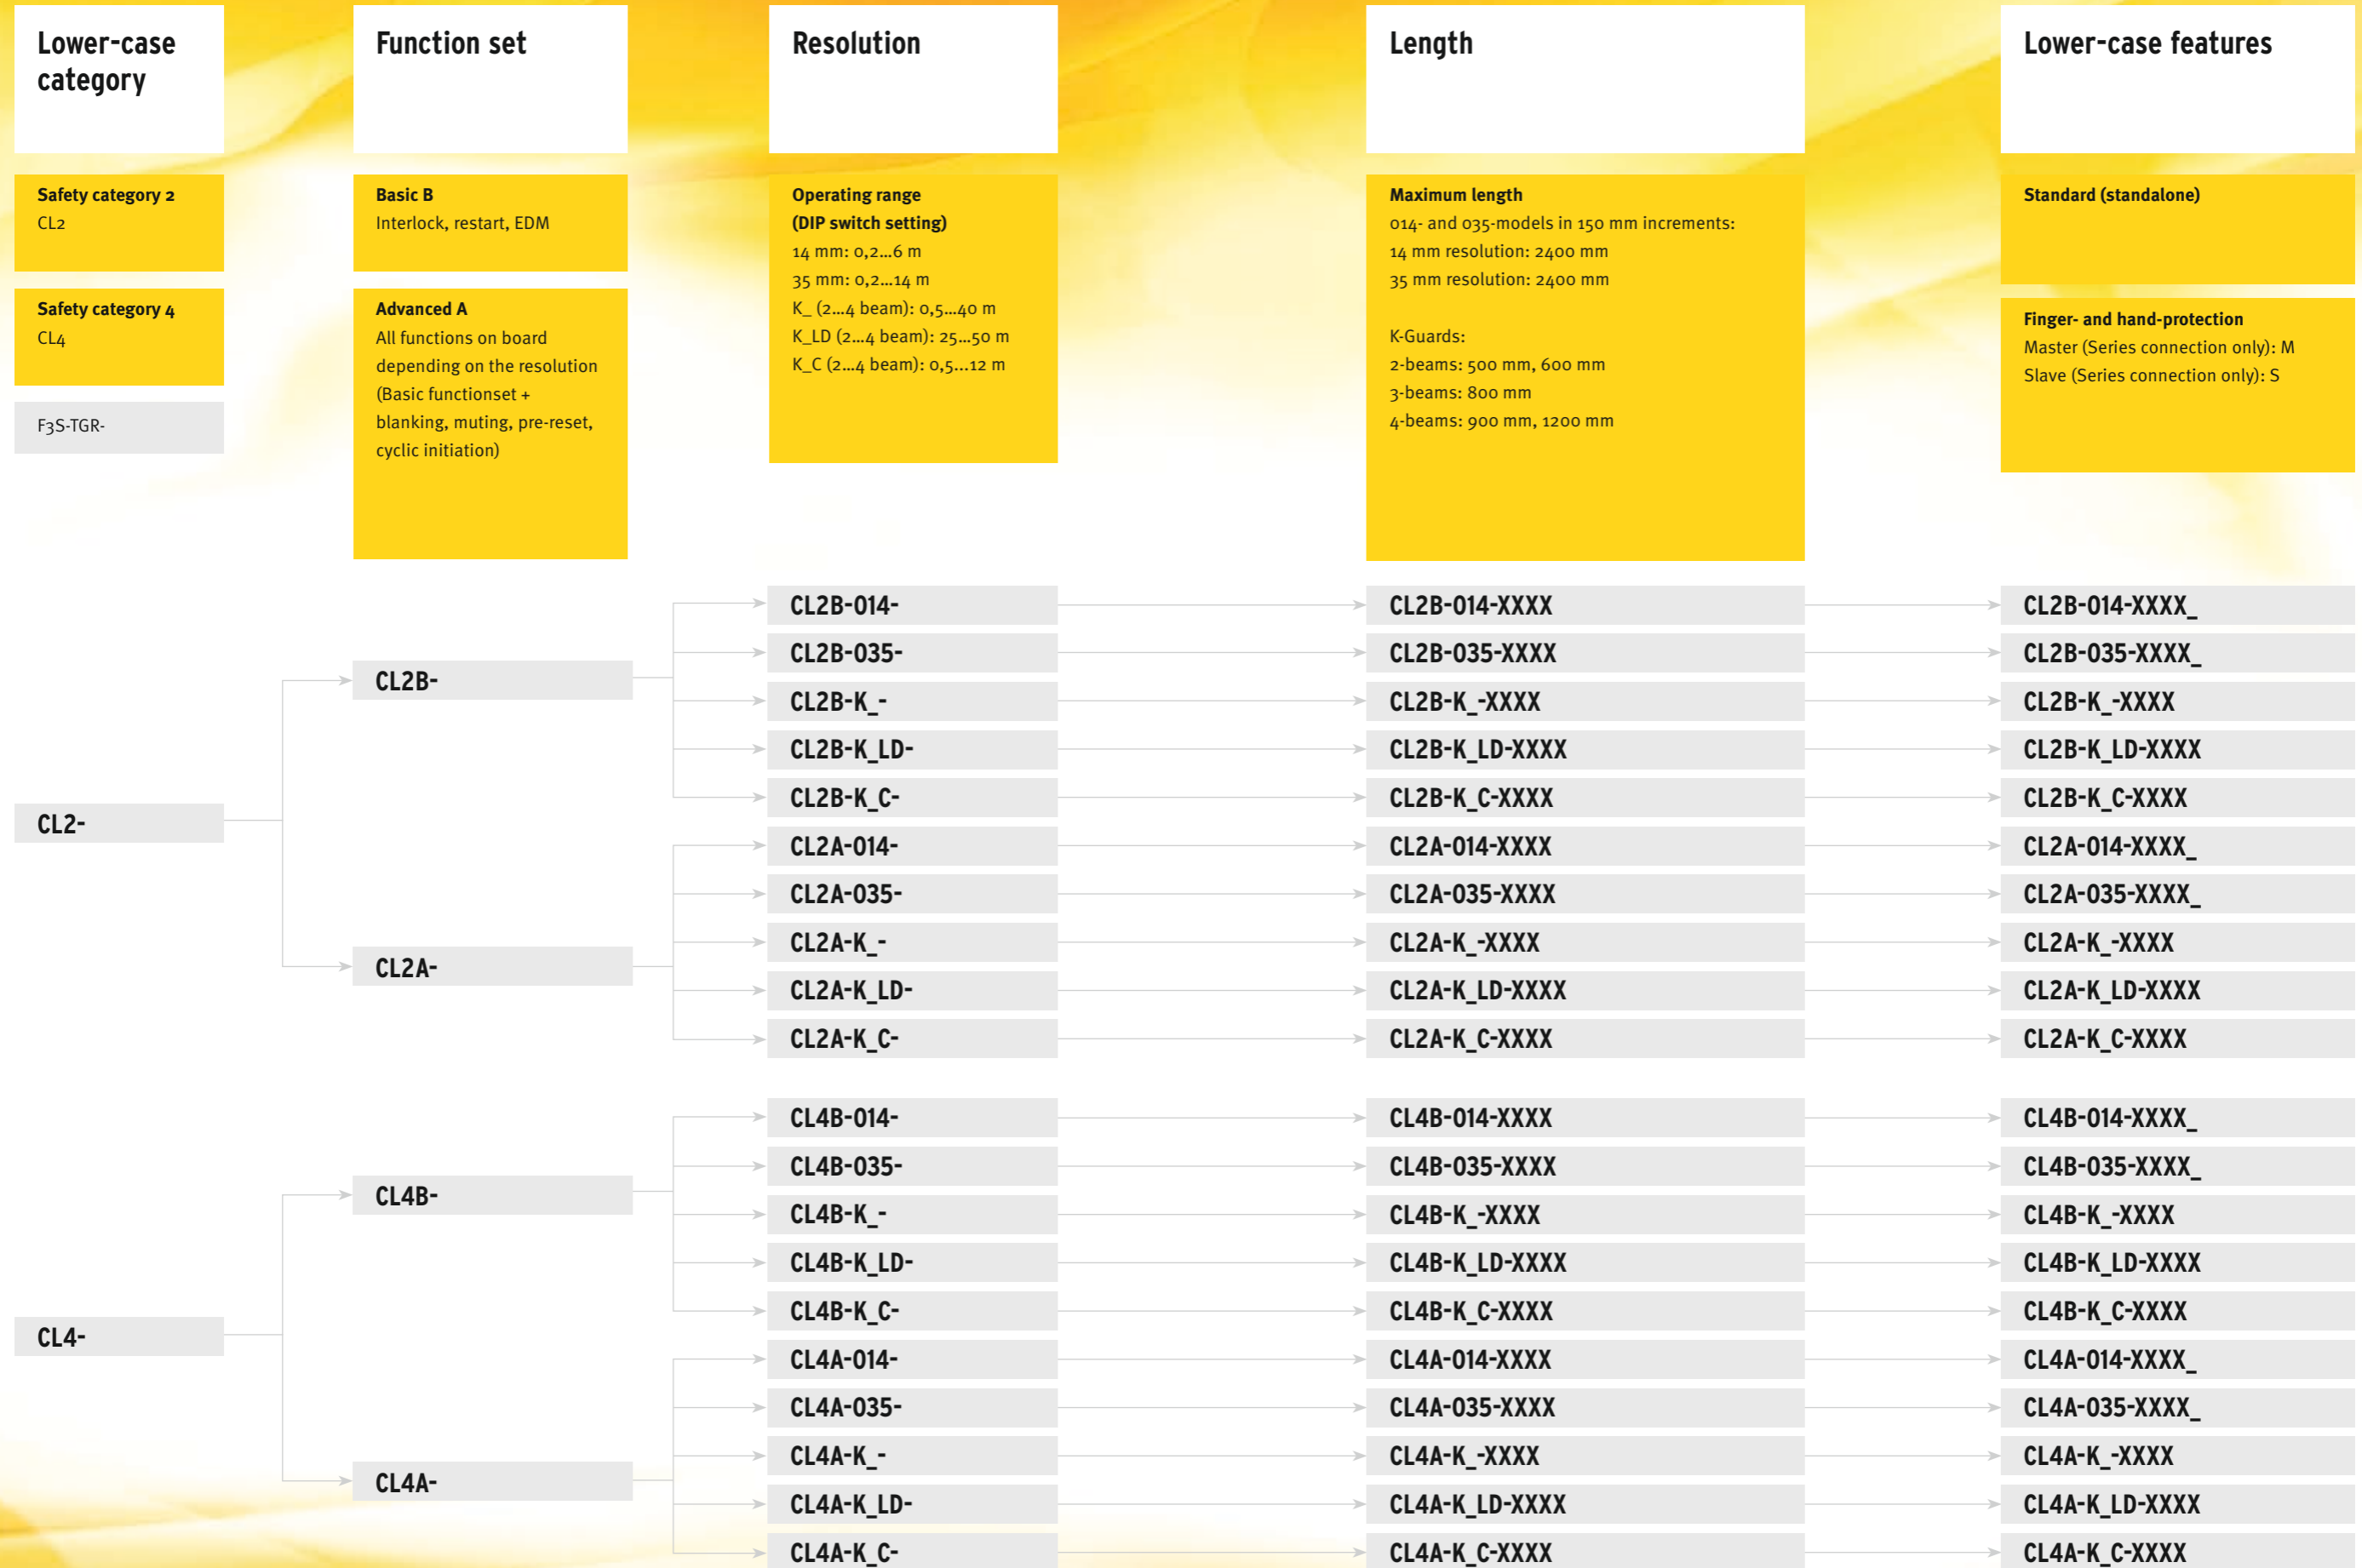 Lower-case
category
Function set
Resolution
Length
Lower-case features
Safety category 2
CL2
Safety category 4
CL4
F3S-TGR-
Basic B
Interlock, restart, EDM
Advanced A
All functions on board
depending on the resolution
(Basic functionset +
blanking, muting, pre-reset,
cyclic initiation)
Operating range
(DIP switch setting)
14 mm: 0,2...6 m
35 mm: 0,2...14 m
K_ (2...4 beam): 0,5...40 m
K_LD (2...4 beam): 25...50 m
K_C (2...4 beam): 0,5...12 m
Maximum length
014- and 035-models in 150 mm increments:
14 mm resolution: 2400 mm
35 mm resolution: 2400 mm
K-Guards:
2-beams: 500 mm, 600 mm
3-beams: 800 mm
4-beams: 900 mm, 1200 mm
Standard (standalone)
Finger- and hand-protection
Master (Series connection only): M
Slave (Series connection only): S
CL2-
CL2B-
CL2A-
CL2B-014- CL2B-014-XXXX CL2B-014-XXXX_
CL2B-035- CL2B-035-XXXX CL2B-035-XXXX_
CL2B-K_- CL2B-K_-XXXX CL2B-K_-XXXX
CL2B-K_LD- CL2B-K_LD-XXXX CL2B-K_LD-XXXX
CL2B-K_C- CL2B-K_C-XXXX CL2B-K_C-XXXX
CL2A-014- CL2A-014-XXXX CL2A-014-XXXX_
CL2A-035- CL2A-035-XXXX CL2A-035-XXXX_
CL2A-K_- CL2A-K_-XXXX CL2A-K_-XXXX
CL2A-K_LD- CL2A-K_LD-XXXX CL2A-K_LD-XXXX
CL2A-K_C- CL2A-K_C-XXXX CL2A-K_C-XXXX
CL4-
CL4B-
CL4A-
CL4B-014- CL4B-014-XXXX CL4B-014-XXXX_
CL4B-035- CL4B-035-XXXX CL4B-035-XXXX_
CL4B-K_- CL4B-K_-XXXX CL4B-K_-XXXX
CL4B-K_LD- CL4B-K_LD-XXXX CL4B-K_LD-XXXX
CL4B-K_C- CL4B-K_C-XXXX CL4B-K_C-XXXX
CL4A-014- CL4A-014-XXXX CL4A-014-XXXX_
CL4A-035- CL4A-035-XXXX CL4A-035-XXXX_
CL4A-K_- CL4A-K_-XXXX CL4A-K_-XXXX
CL4A-K_LD- CL4A-K_LD-XXXX CL4A-K_LD-XXXX
CL4A-K_C- CL4A-K_C-XXXX CL4A-K_C-XXXX